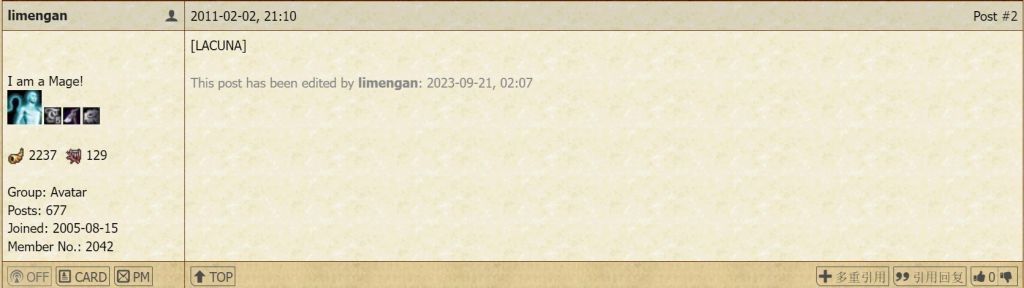 limengan
2011-02-02, 21:10
Post #2
[LACUNA]
This post has been edited by limengan: 2023-09-21, 02:07
I am a Mage!
2237 129
Group: Avatar
Posts: 677
Joined: 2005-08-15
Member No.: 2042
OFF CARD PM
TOP
多重引用 引用回复 0